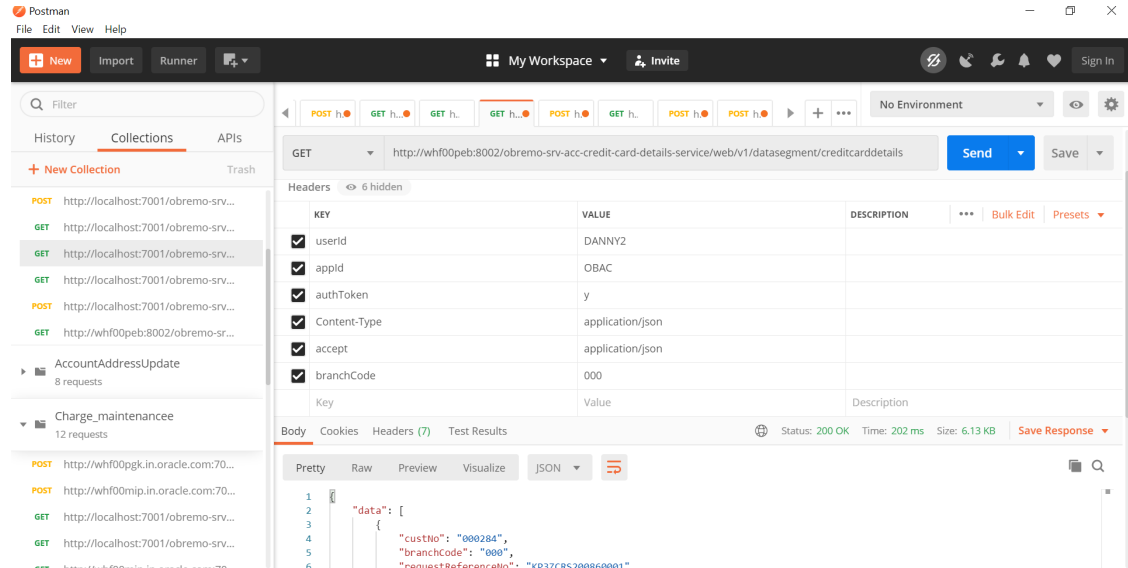 Postman
File Edit View Help
New Import Runner My Workspace Invite Sign In
Filter
History Collections APIs
New Collection Trash
POST http://localhost:7001/obremo-srv...
GET http://localhost:7001/obremo-srv...
GET http://localhost:7001/obremo-srv...
GET http://localhost:7001/obremo-srv...
POST http://localhost:7001/obremo-srv...
GET http://whf00peb:8002/obremo-sr...
AccountAddressUpdate
8 requests
Charge_maintenancee
12 requests
POST http://whf00pgk.in.oracle.com:70...
POST http://whf00mip.in.oracle.com:70...
GET http://localhost:7001/obremo-srv...
GET http://localhost:7001/obremo-srv...
POST h. GET h... GET h.. GET h... POST h. GET h.. POST h. POST h. No Environment
GET http://whf00peb:8002/obremo-srv-acc-credit-card-details-service/web/v1/datasegment/creditcarddetails Send Save
Headers 6 hidden
KEY VALUE DESCRIPTION Bulk Edit Presets
userId DANNY2
appId OBAC
authToken y
Content-Type application/json
accept application/json
branchCode 000
Key Value Description
Body Cookies Headers (7) Test Results Status: 200 OK Time: 202 ms Size: 6.13 KB Save Response
Pretty Raw Preview Visualize JSON
1 {
2 "data": [
3 {
4 "custNo": "000284",
5 "branchCode": "000",
6 "requestReferenceNo": "KP37CRS200860001"